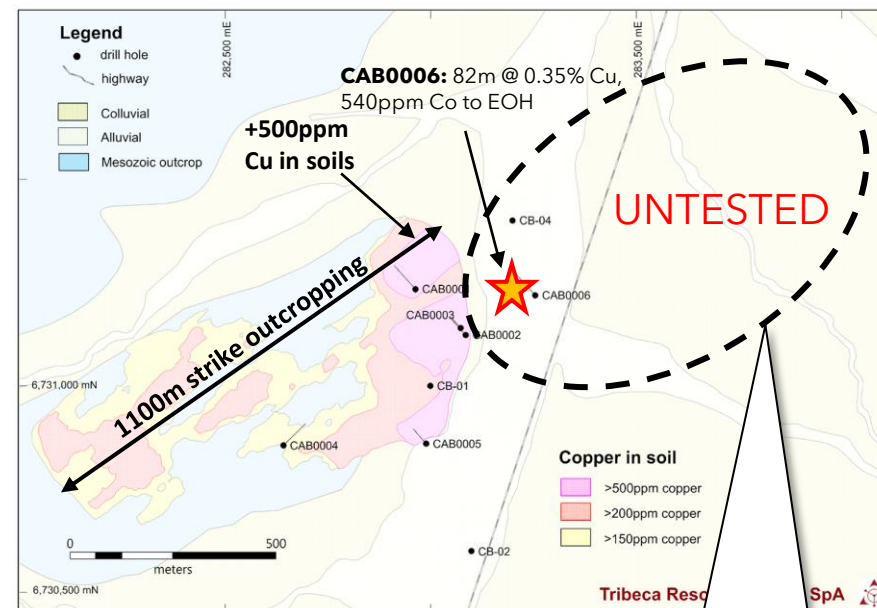 Legend
drill hole
highway
Colluvial
Alluvial
Mesozoic outcrop
282,500 mE
283,500 mE
CAB0006: 82m @ 0.35% Cu,
540ppm Co to EOH
+500ppm
Cu in soils
UNTESTED
CB-04
CAB0006
CAB0003
CAB0002
1100m strike outcropping
6,731,000 mN
CB-01
CAB0004
CAB0005
Copper in soil
>500ppm copper
>200ppm copper
>150ppm copper
0 500
meters
CB-02
6,730,500 mN
Tribeca SpA